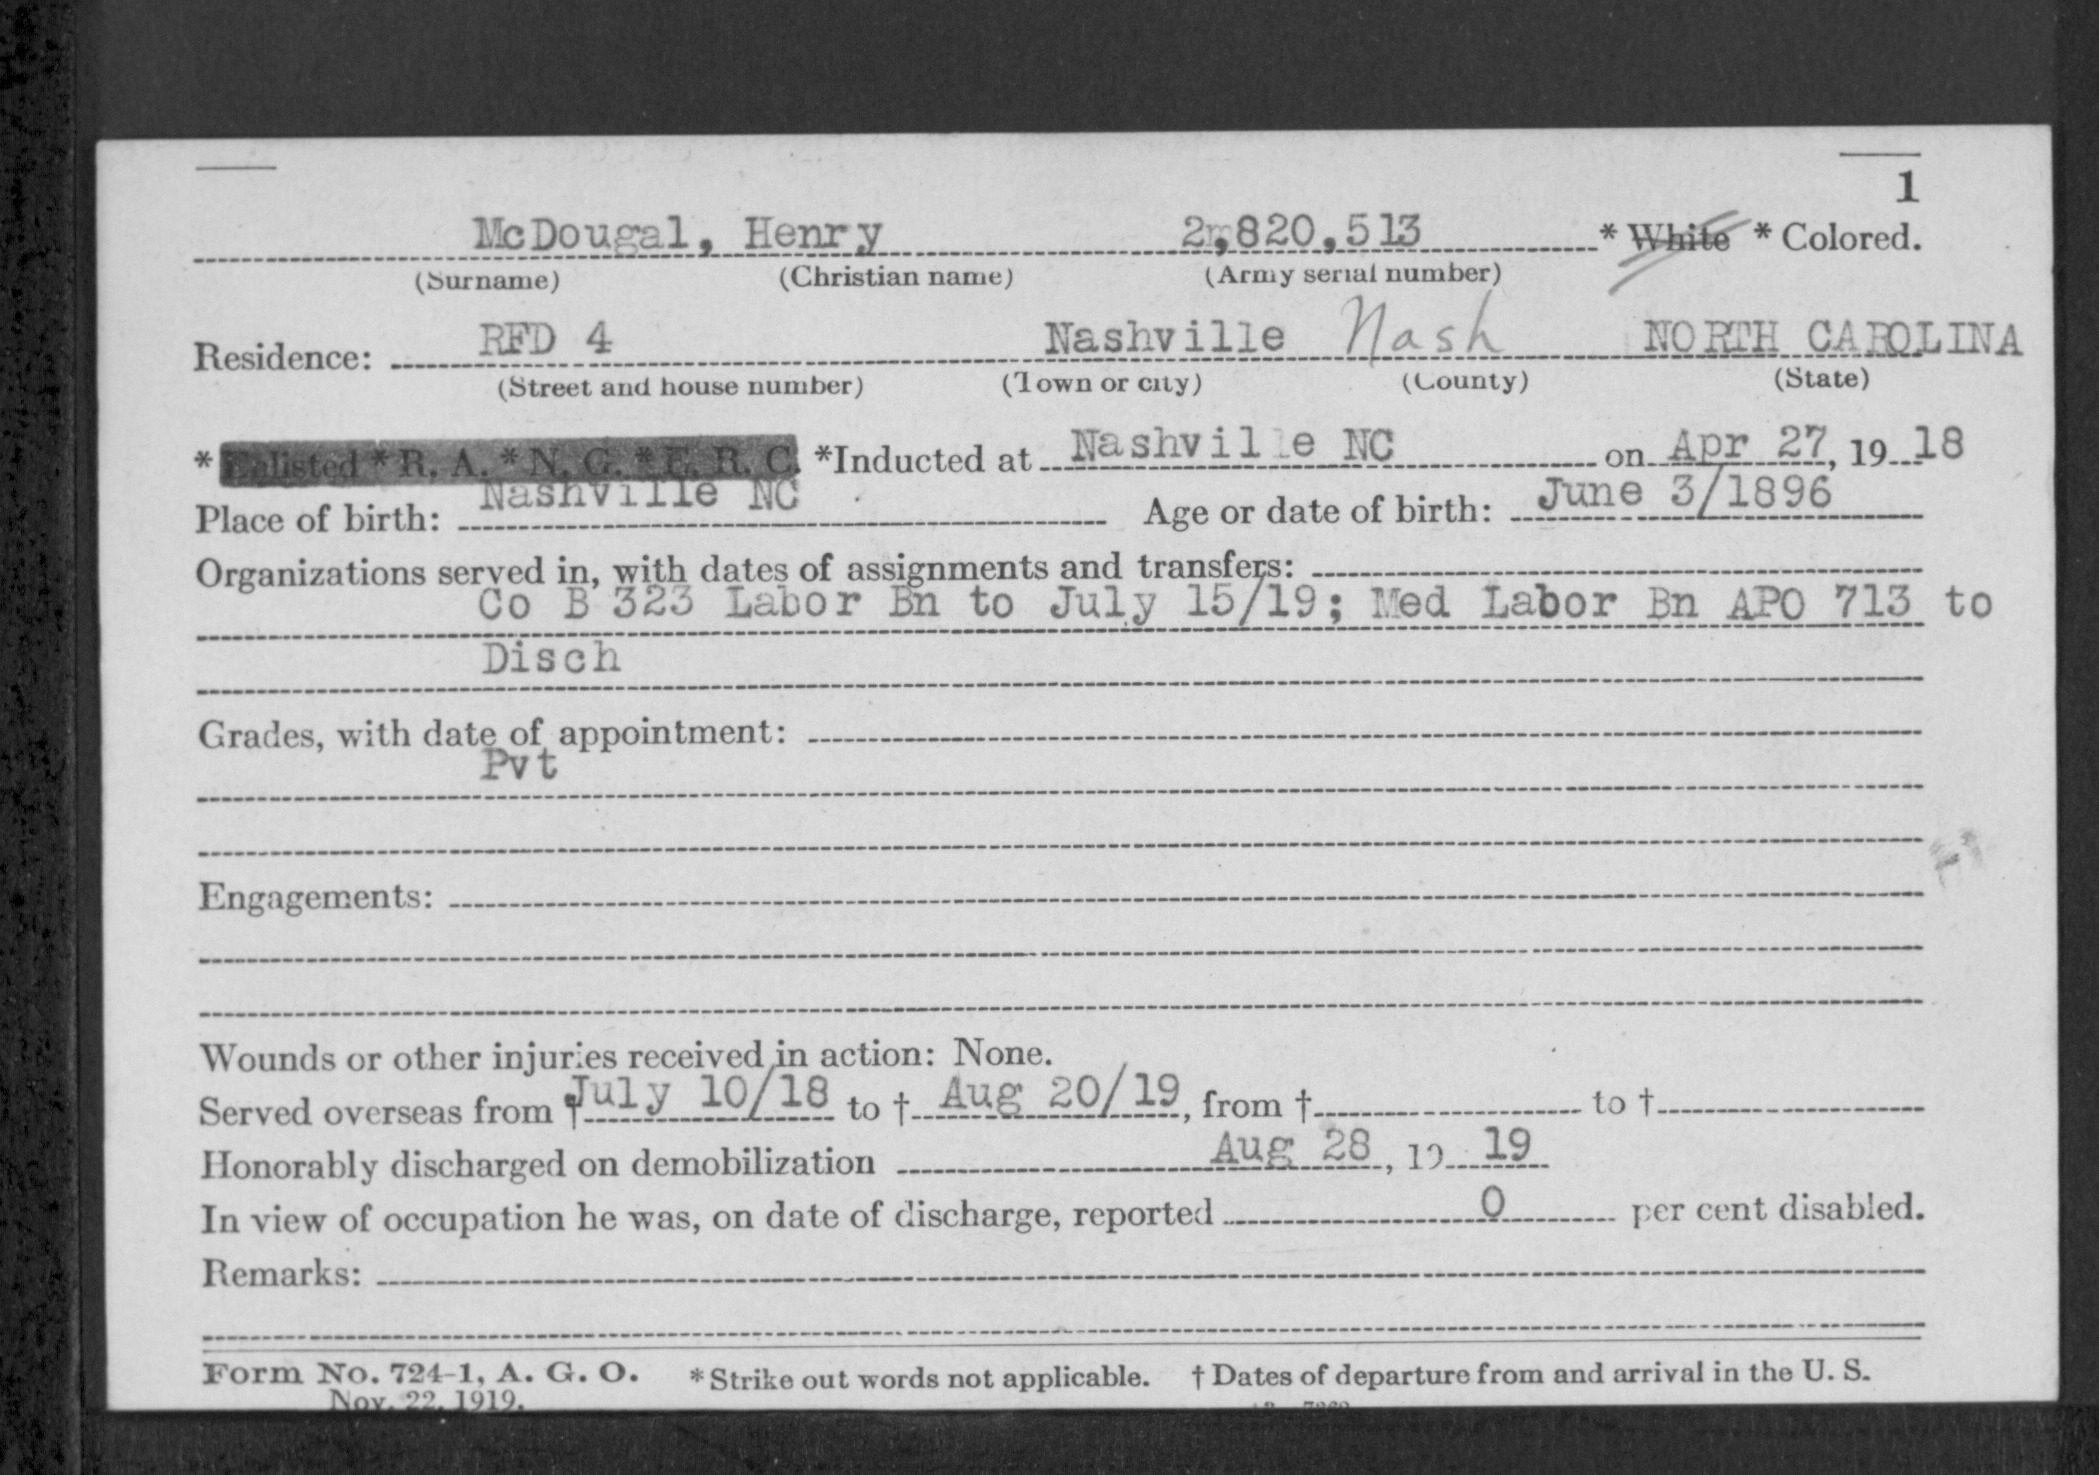 1
McDougal, Henry 2,820,513 * White * Colored.
(Surname) (Christian name) (Army serial number)
Residence: RFD 4 Nashville Nash NORTH CAROLINA
(Street and house number) (Town or city) (County) (State)
* Enlisted * R. A. * N. G. * E. R. C. *Inducted at Nashville NC on Apr 27, 19 18
Place of birth: Nashville NC Age or date of birth: June 3/1896
Organizations served in, with dates of assignments and transfers:
Co B 323 Labor Bn to July 15/19; Med Labor Bn APO 713 to
Disch
Grades, with date of appointment:
Pvt
Engagements:
Wounds or other injuries received in action: None.
Served overseas from † July 10/18 to † Aug 20/19, from † to †
Honorably discharged on demobilization Aug 28, 19 19
In view of occupation he was, on date of discharge, reported 0 per cent disabled.
Remarks:
Form No. 724-1, A. G. O. * Strike out words not applicable. † Dates of departure from and arrival in the U. S.
Nov. 22, 1919.